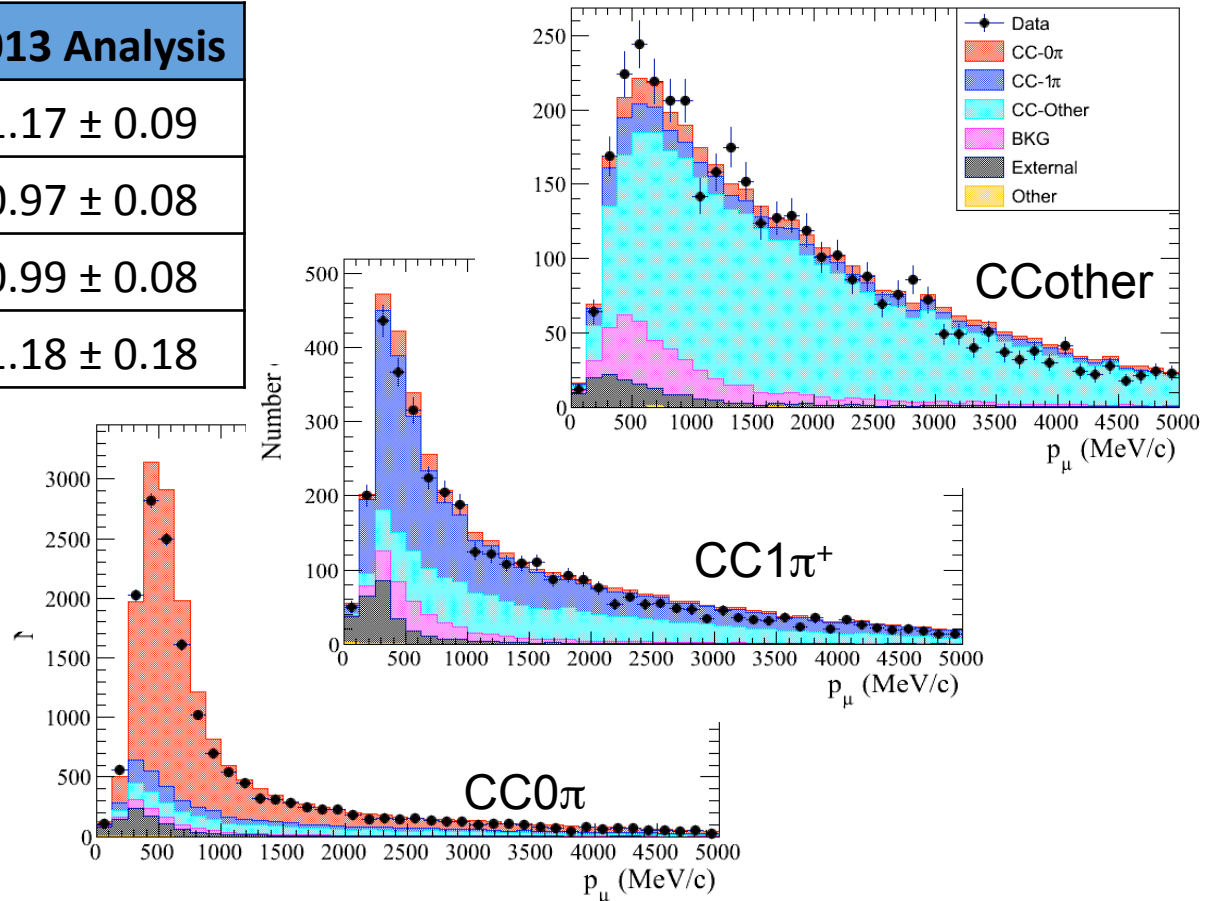 013 Analysis
1.17 ± 0.09
0.97 ± 0.08
0.99 ± 0.08
1.18 ± 0.18
Data
CC-0π
CC-1π
CC-Other
BKG
External
Other
250
200
150
100
50
0
CCother
0 500 1000 1500 2000 2500 3000 3500 4000 4500 5000
pμ (MeV/c)
Number
500
400
300
200
100
0
CC1π⁺
0 500 1000 1500 2000 2500 3000 3500 4000 4500 5000
pμ (MeV/c)
3000
2500
2000
1500
1000
500
0
CC0π
0 500 1000 1500 2000 2500 3000 3500 4000 4500 5000
pμ (MeV/c)